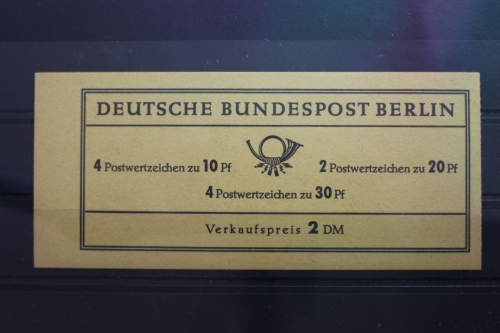 DEUTSCHE BUNDESPOST BERLIN
4 Postwertzeichen zu 10 Pf 2 Postwertzeichen zu 20 Pf
4 Postwertzeichen zu 30 Pf
Verkaufspreis 2 DM